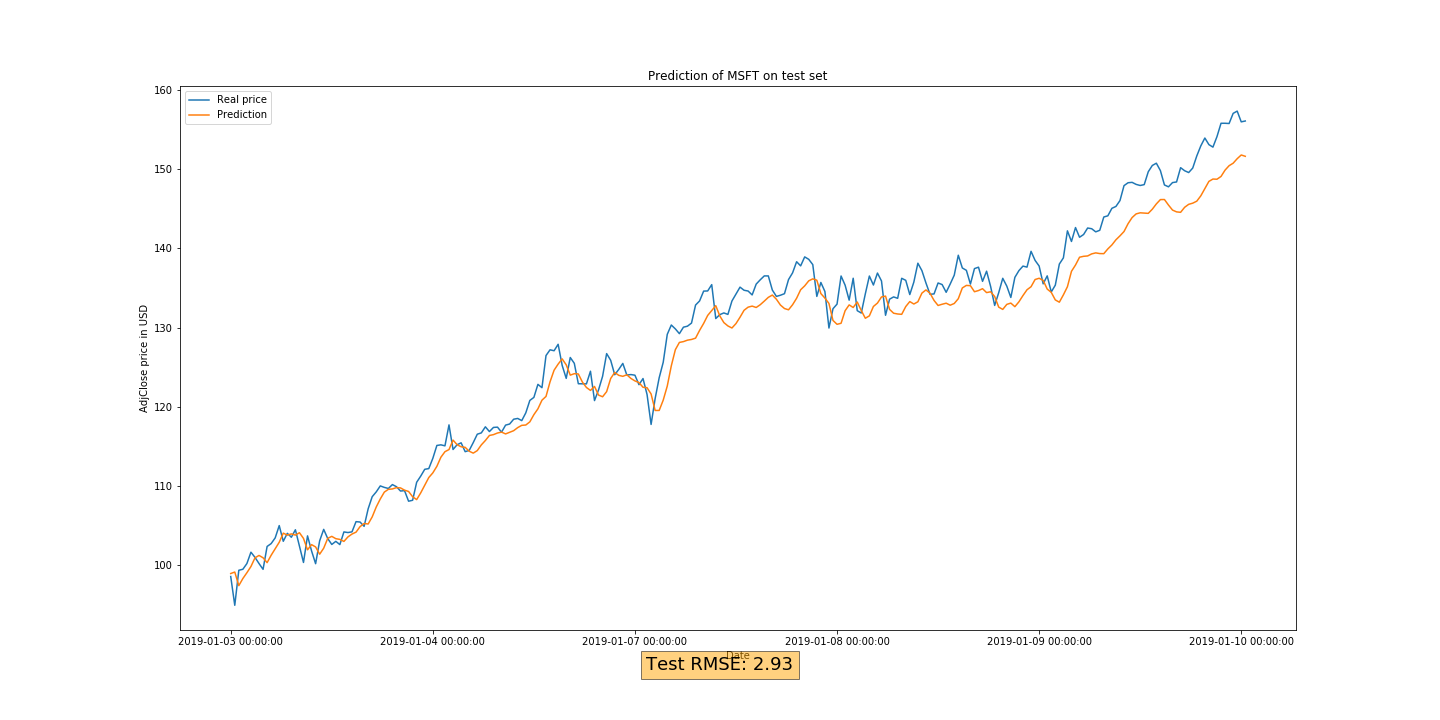 Prediction of MSFT on test set
160
Real price
Prediction
150
140
130
120
110
100
AdjClose price in USD
2019-01-03 00:00:00 2019-01-04 00:00:00 2019-01-07 00:00:00 2019-01-08 00:00:00 2019-01-09 00:00:00 2019-01-10 00:00:00
Date
Test RMSE: 2.93